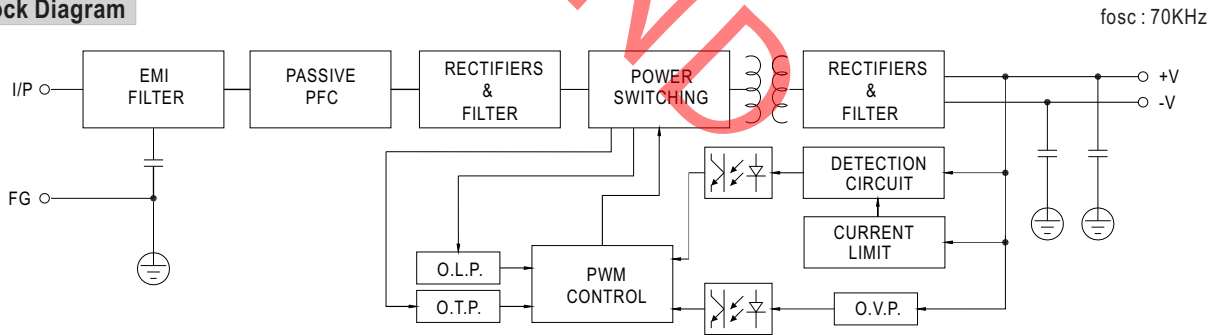 ock Diagram
fosc : 70KHz
I/P
EMI
FILTER
PASSIVE
PFC
RECTIFIERS
&
FILTER
POWER
SWITCHING
RECTIFIERS
&
FILTER
+V
-V
FG
DETECTION
CIRCUIT
CURRENT
LIMIT
O.L.P.
O.T.P.
PWM
CONTROL
O.V.P.
ND